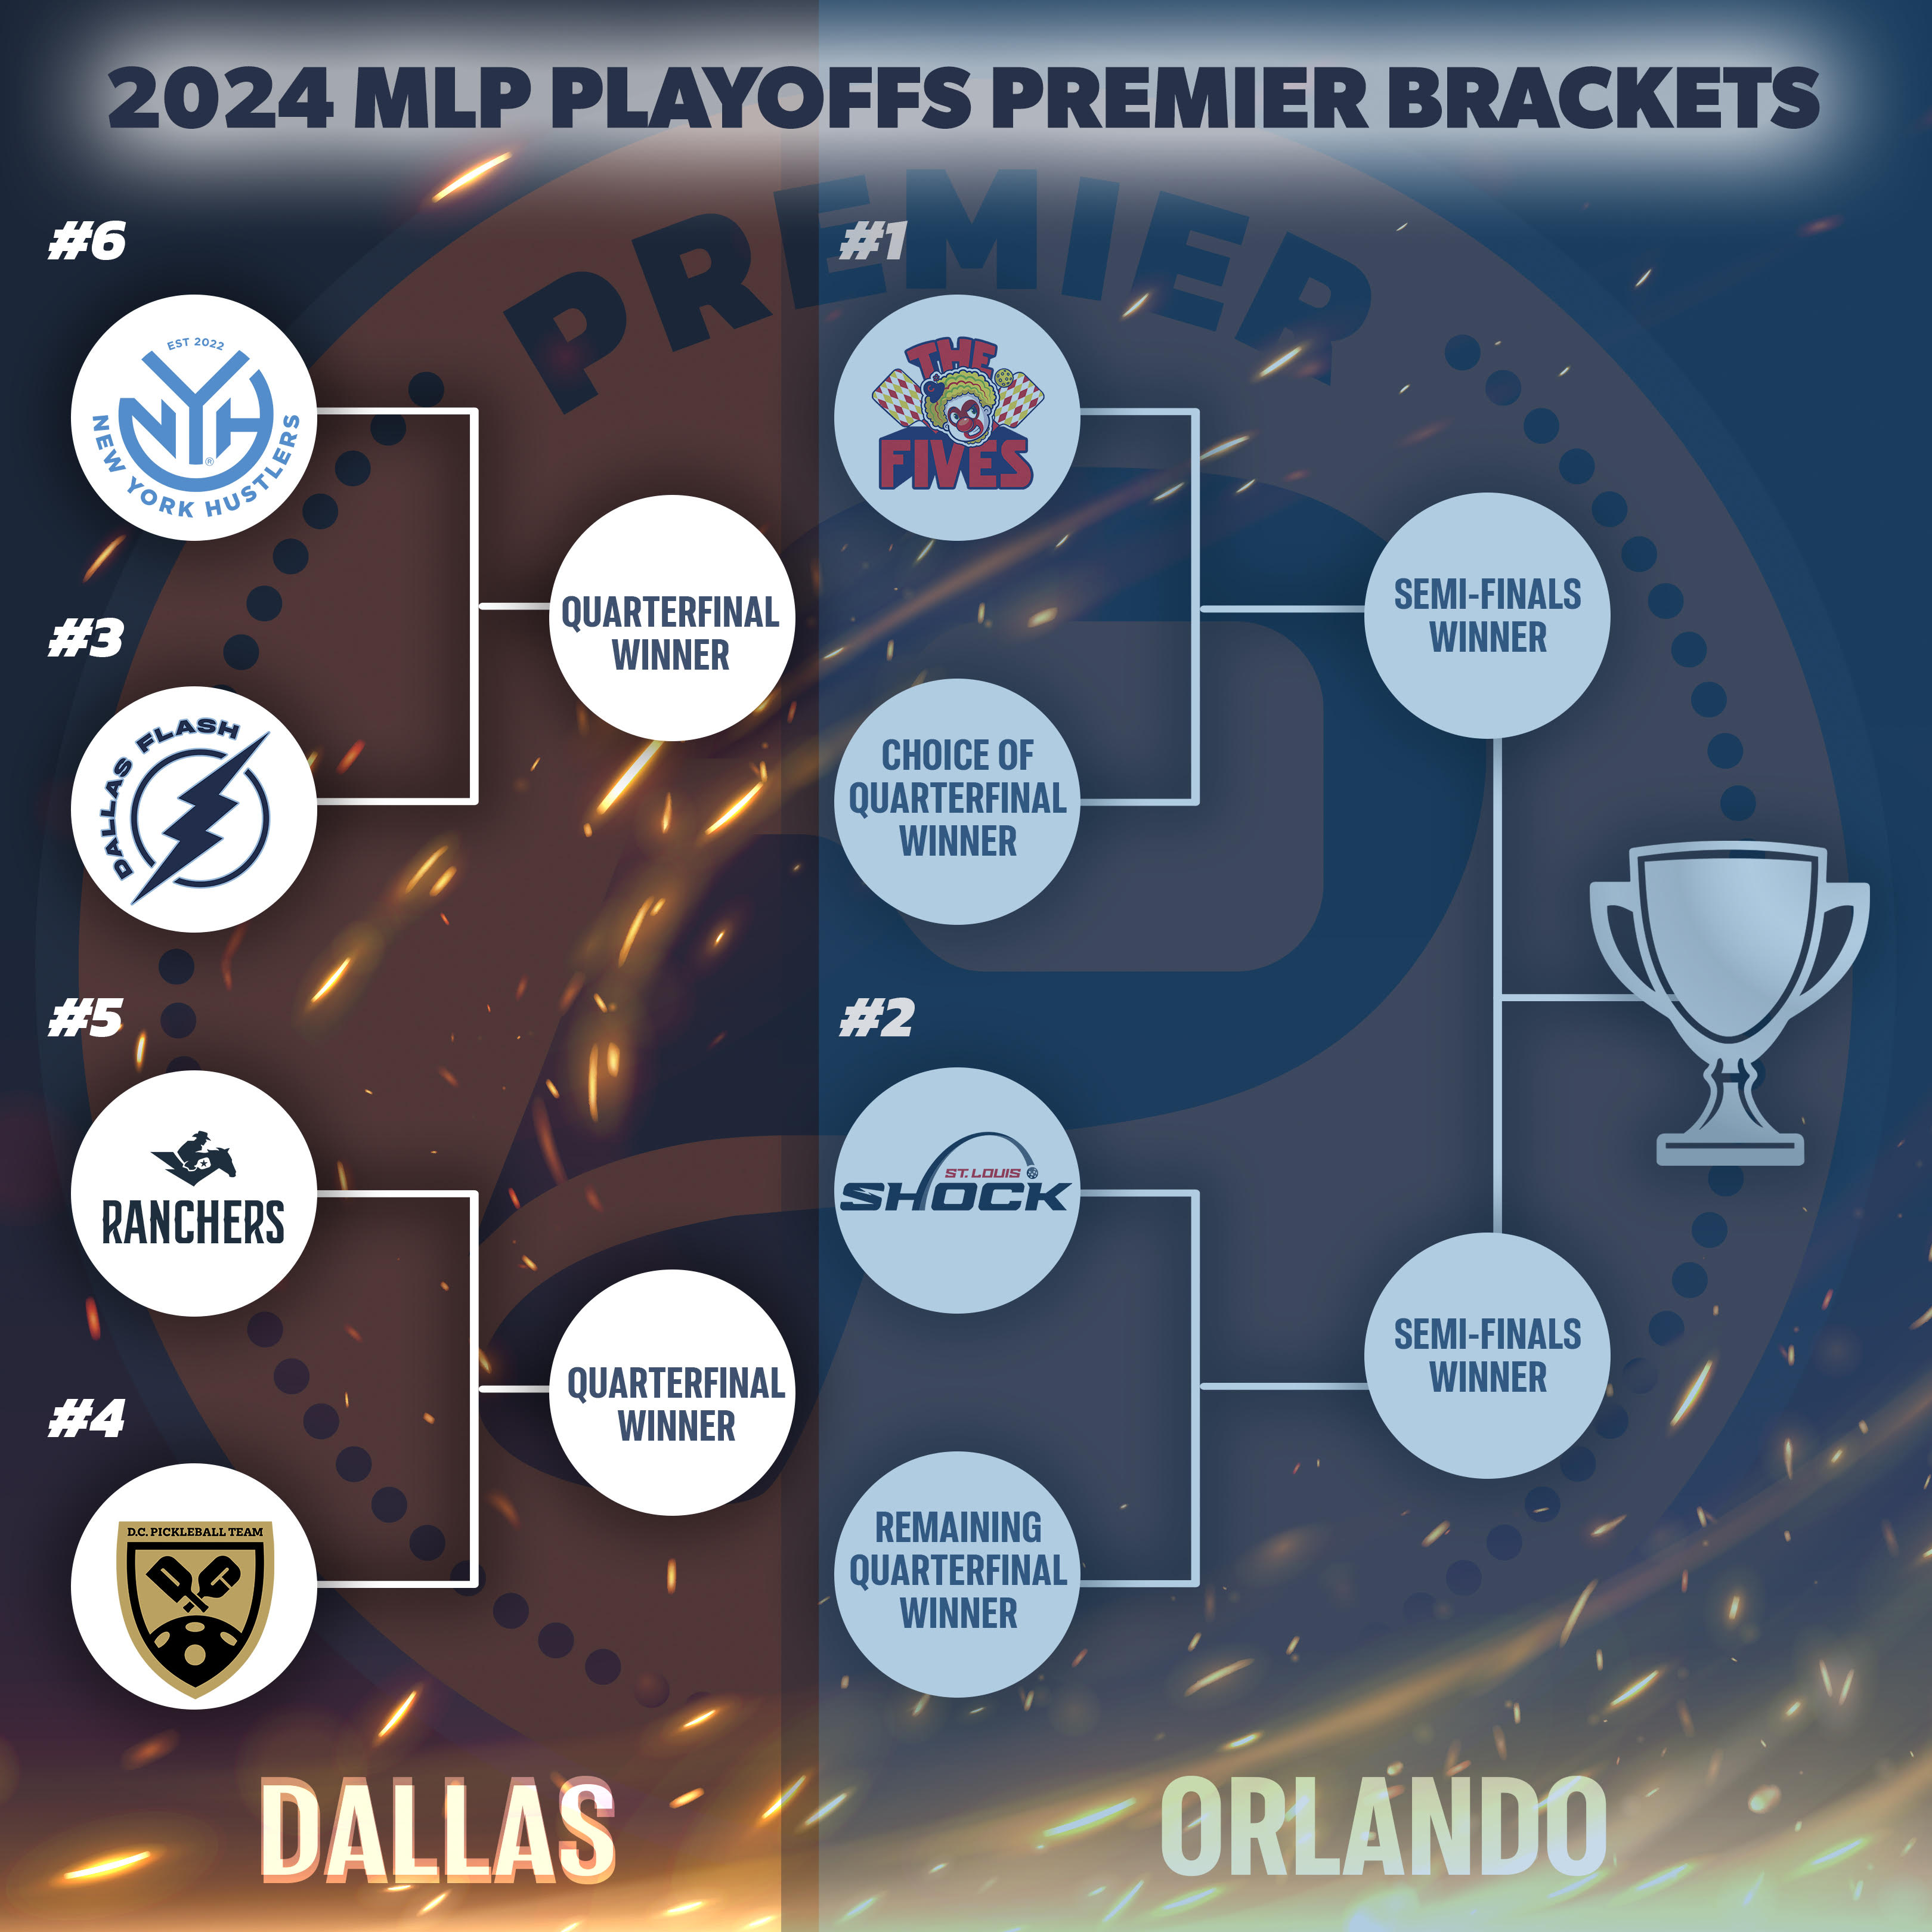 2024 MLP PLAYOFFS PREMIER BRACKETS
PREMIER
#6
EST 2022
NYH®
NEW YORK HUSTLERS
#3
DALLAS FLASH
QUARTERFINAL
WINNER
#5
RANCHERS
#4
D.C. PICKLEBALL TEAM
DC
QUARTERFINAL
WINNER
DALLAS
#1
THE
FIVES
CHOICE OF
QUARTERFINAL
WINNER
SEMI-FINALS
WINNER
#2
ST. LOUIS
SHOCK
REMAINING
QUARTERFINAL
WINNER
SEMI-FINALS
WINNER
ORLANDO